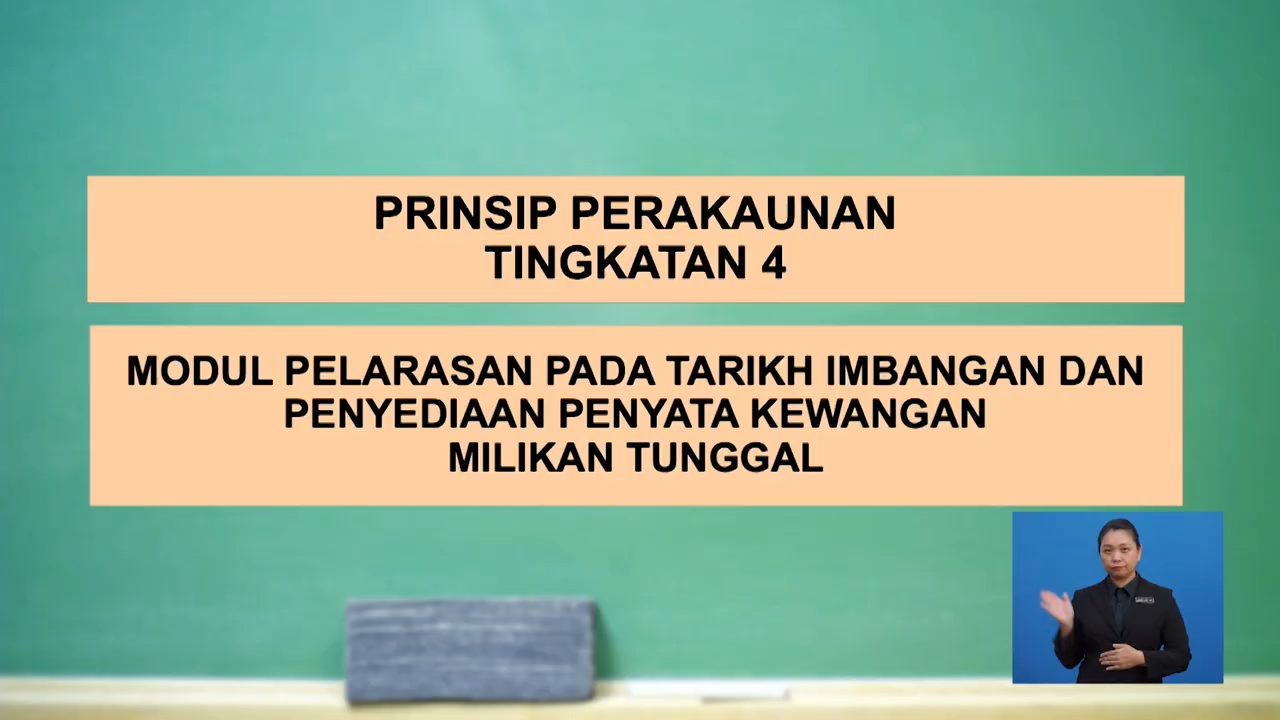 PRINSIP PERAKAUNAN
TINGKATAN 4
MODUL PELARASAN PADA TARIKH IMBANGAN DAN
PENYEDIAAN PENYATA KEWANGAN
MILIKAN TUNGGAL